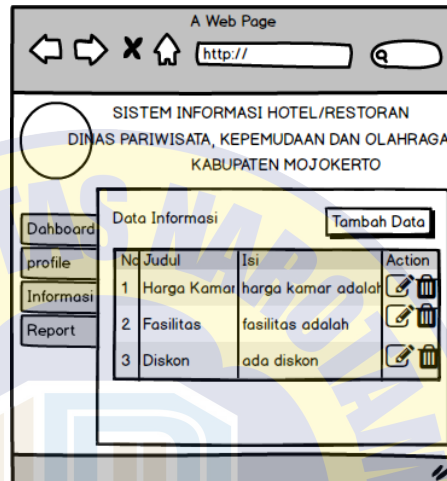 A Web Page
http://
SISTEM INFORMASI HOTEL/RESTORAN
DINAS PARIWISATA, KEPEMUDAAN DAN OLAHRAGA
KABUPATEN MOJOKERTO
Dahboard
profile
Informasi
Report
Data Informasi
Tambah Data
No Judul Isi Action
1 Harga Kamar harga kamar adalah
2 Fasilitas fasilitas adalah
3 Diskon ada diskon